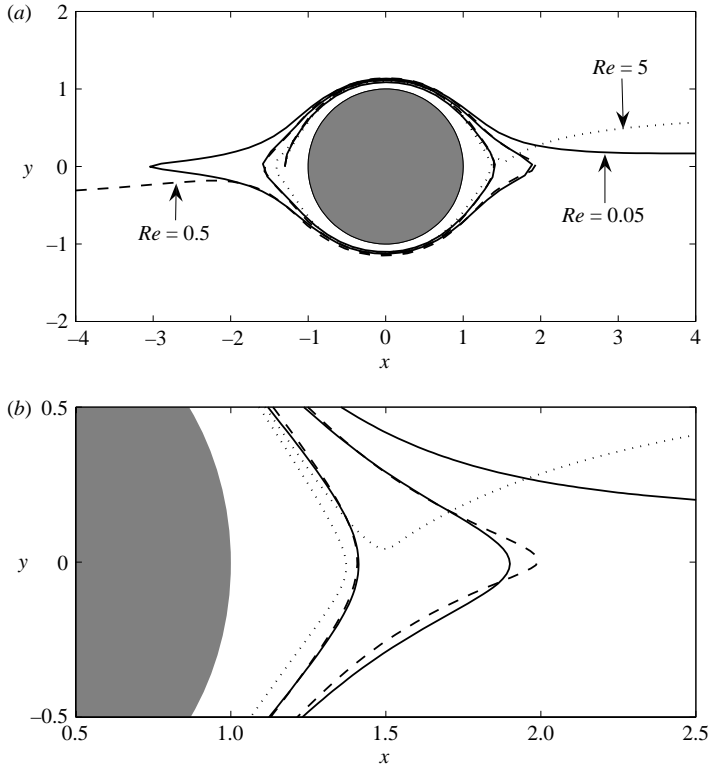 (a)
2
1
y
0
–1
–2
Re = 5
Re = 0.5
Re = 0.05
–4 –3 –2 –1 0 1 2 3 4
x
(b)
0.5
y
0
–0.5
0.5 1.0 1.5 2.0 2.5
x